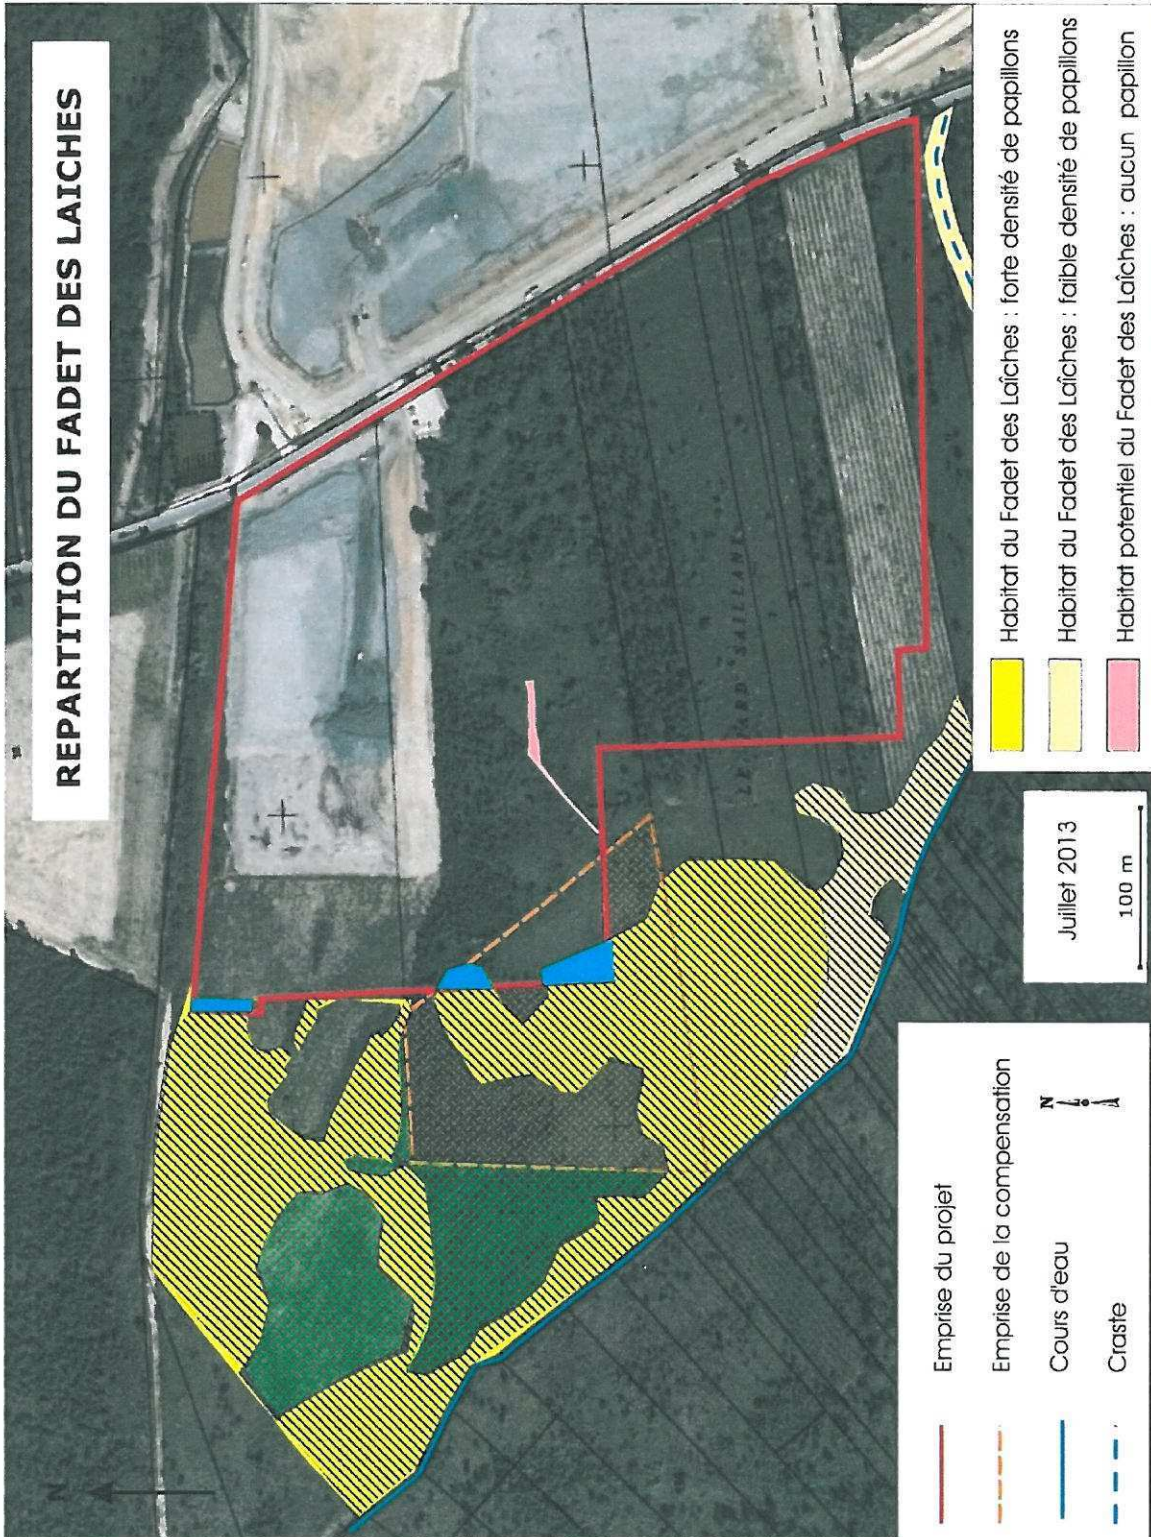 REPARTITION DU FADET DES LAICHES
N
Habitat du Fadet des Laîches : forte densité de papillons
Habitat du Fadet des Laîches : faible densité de papillons
Habitat potentiel du Fadet des Laîches : aucun papillon
Juillet 2013
100 m
Emprise du projet
Emprise de la compensation
Cours d'eau
N
Craste